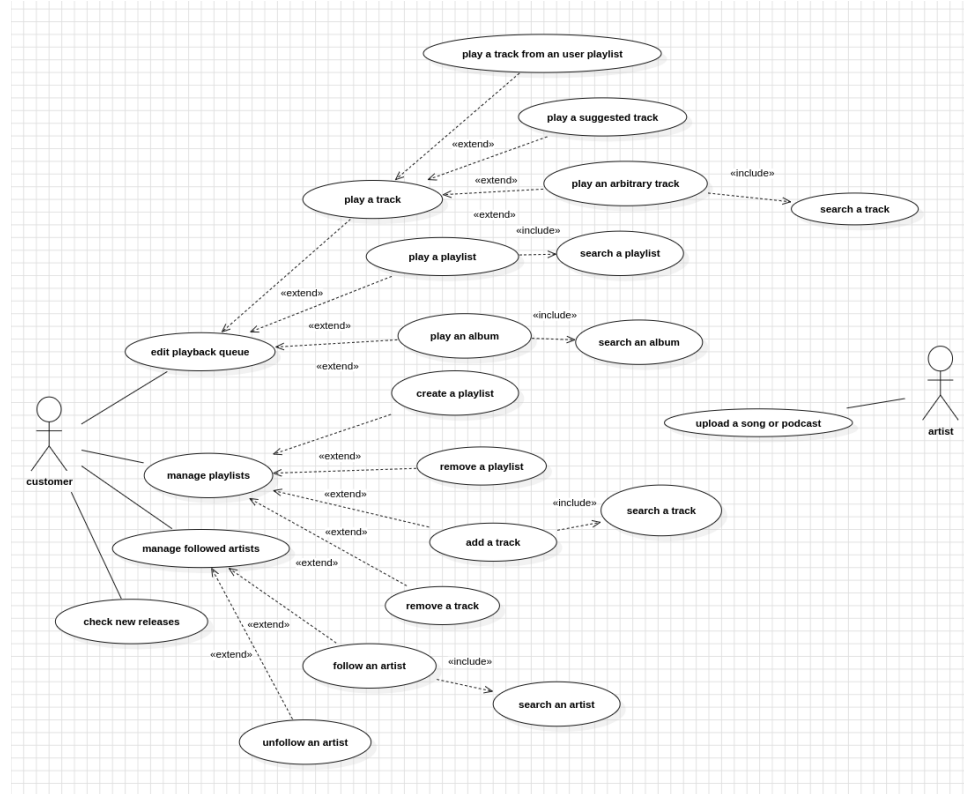 play a track from an user playlist
play a suggested track
«extend»
«include»
«extend»
play an arbitrary track
play a track
search a track
«extend»
«include»
play a playlist
search a playlist
«extend»
«include»
«extend»
play an album
search an album
edit playback queue
«extend»
create a playlist
upload a song or podcast
artist
«extend»
remove a playlist
manage playlists
customer
«extend»
«include»
search a track
«extend»
add a track
manage followed artists
«extend»
remove a track
check new releases
«extend»
«extend»
follow an artist
«include»
search an artist
unfollow an artist